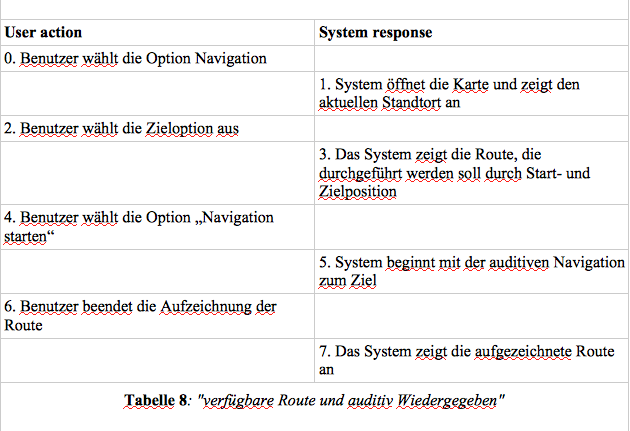 User action
System response
0. Benutzer wählt die Option Navigation
1. System öffnet die Karte und zeigt den
aktuellen Standtort an
2. Benutzer wählt die Zieloption aus
3. Das System zeigt die Route, die
durchgeführt werden soll durch Start- und
Zielposition
4. Benutzer wählt die Option „Navigation
starten“
5. System beginnt mit der auditiven Navigation
zum Ziel
6. Benutzer beendet die Aufzeichnung der
Route
7. Das System zeigt die aufgezeichnete Route
an
Tabelle 8: "verfügbare Route und auditiv Wiedergegeben"